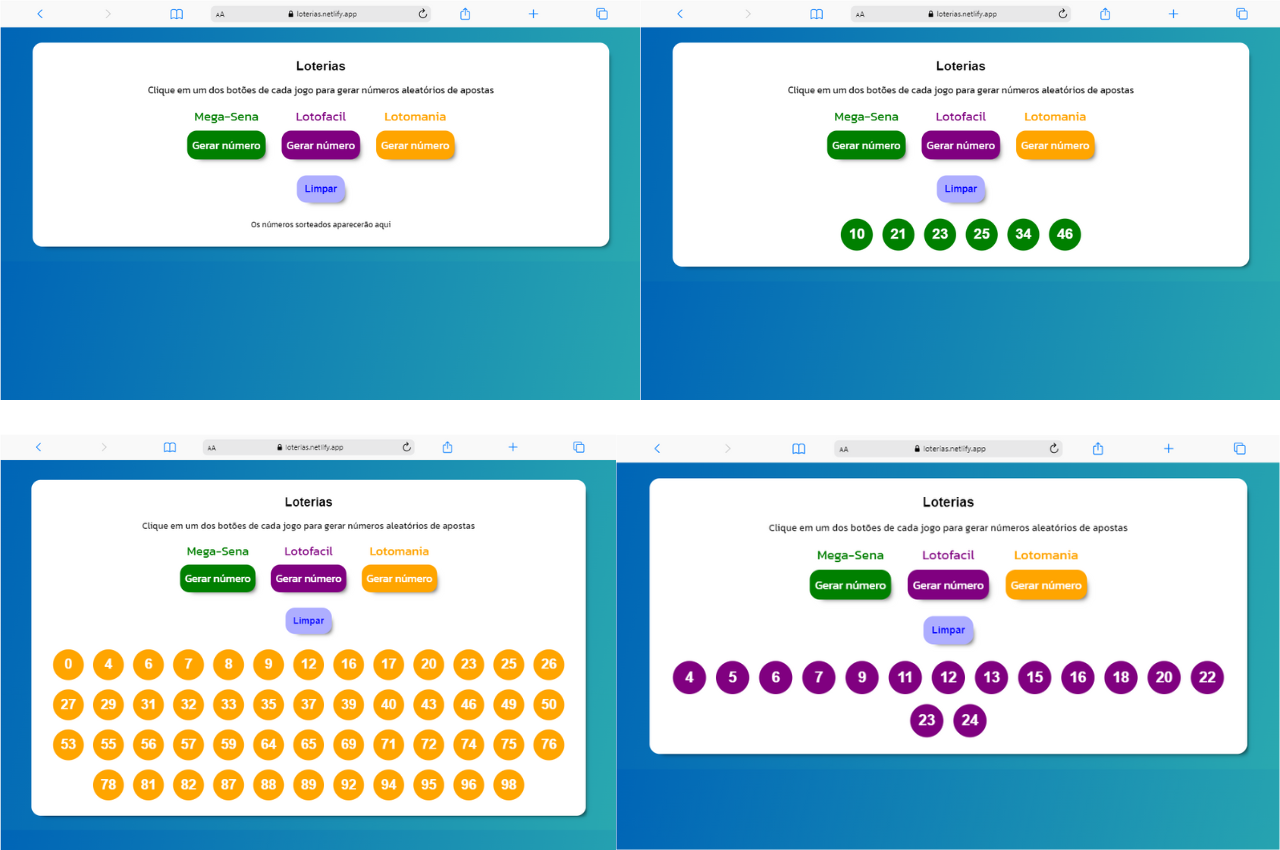 AA loterias.netlify.app
Loterias
Clique em um dos botões de cada jogo para gerar números aleatórios de apostas
Mega-Sena Lotofacil Lotomania
Gerar número Gerar número Gerar número
Limpar
Os números sorteados aparecerão aqui
AA loterias.netlify.app
Loterias
Clique em um dos botões de cada jogo para gerar números aleatórios de apostas
Mega-Sena Lotofacil Lotomania
Gerar número Gerar número Gerar número
Limpar
10 21 23 25 34 46
AA loterias.netlify.app
Loterias
Clique em um dos botões de cada jogo para gerar números aleatórios de apostas
Mega-Sena Lotofacil Lotomania
Gerar número Gerar número Gerar número
Limpar
0 4 6 7 8 9 12 16 17 20 23 25 26
27 29 31 32 33 35 37 39 40 43 46 49 50
53 55 56 57 59 64 65 69 71 72 74 75 76
78 81 82 87 88 89 92 94 95 96 98
AA loterias.netlify.app
Loterias
Clique em um dos botões de cada jogo para gerar números aleatórios de apostas
Mega-Sena Lotofacil Lotomania
Gerar número Gerar número Gerar número
Limpar
4 5 6 7 9 11 12 13 15 16 18 20 22
23 24